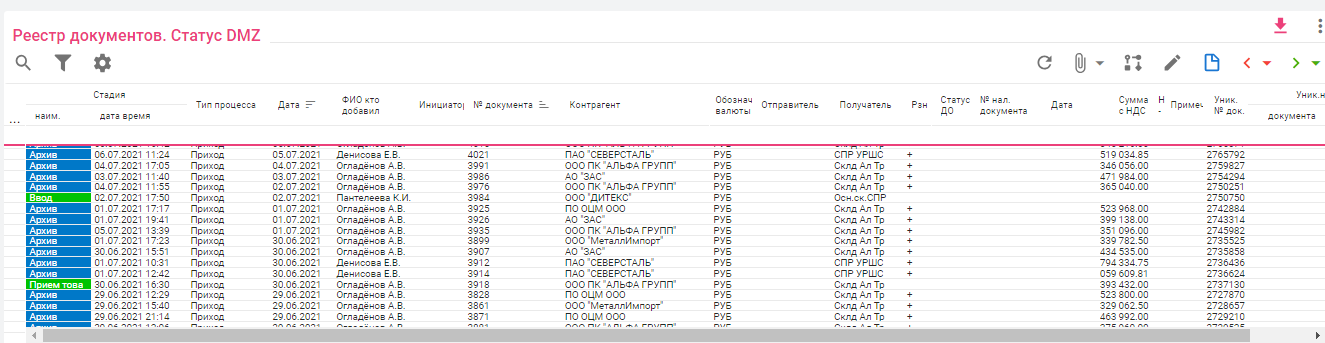 Реестр документов. Статус DMZ
Стадия
Уник.н
наим. дата время Тип процесса Дата ФИО кто добавил Инициатор № документа Контрагент Обознач валюты Отправитель Получатель Рзн Статус ДО № нал. документа Дата Сумма с НДС Н - Примеч Уник. № док. документа
...
Архив 06.07.2021 11:24 Приход 05.07.2021 Денисова Е.В. 4021 ПАО "СЕВЕРСТАЛЬ" РУБ СПР УРШС + 519 034.85 2765792
Архив 04.07.2021 17:05 Приход 04.07.2021 Огладёнов А.В. 3991 ООО ПК "АЛЬФА ГРУПП" РУБ Склд Ал Тр + 346 056.00 2759827
Архив 03.07.2021 11:40 Приход 03.07.2021 Огладёнов А.В. 3986 АО "ЗАС" РУБ Склд Ал Тр + 471 984.00 2754294
Архив 04.07.2021 11:55 Приход 02.07.2021 Огладёнов А.В. 3976 ООО ПК "АЛЬФА ГРУПП" РУБ Склд Ал Тр + 365 040.00 2750251
Ввод 02.07.2021 17:50 Приход 02.07.2021 Пантелеева К.И. 3984 ООО "ДИТЕКС" РУБ Осн.ск.СПР 2750750
Архив 01.07.2021 17:17 Приход 01.07.2021 Огладёнов А.В. 3925 ПО ОЦМ ООО РУБ Склд Ал Тр + 523 968.00 2742884
Архив 01.07.2021 19:41 Приход 01.07.2021 Огладёнов А.В. 3926 АО "ЗАС" РУБ Склд Ал Тр + 399 138.00 2743314
Архив 05.07.2021 13:39 Приход 01.07.2021 Огладёнов А.В. 3935 ООО ПК "АЛЬФА ГРУПП" РУБ Склд Ал Тр + 351 096.00 2745982
Архив 01.07.2021 17:23 Приход 30.06.2021 Огладёнов А.В. 3899 ООО "МеталлИмпорт" РУБ Склд Ал Тр + 339 782.50 2735525
Архив 30.06.2021 15:51 Приход 30.06.2021 Огладёнов А.В. 3907 АО "ЗАС" РУБ Склд Ал Тр + 434 535.00 2735858
Архив 01.07.2021 10:31 Приход 30.06.2021 Денисова Е.В. 3912 ПАО "СЕВЕРСТАЛЬ" РУБ СПР УРШС + 794 334.75 2736436
Архив 01.07.2021 12:42 Приход 30.06.2021 Денисова Е.В. 3914 ПАО "СЕВЕРСТАЛЬ" РУБ СПР УРШС + 059 609.81 2736624
Прием това 30.06.2021 16:30 Приход 30.06.2021 Огладёнов А.В. 3918 ООО ПК "АЛЬФА ГРУПП" РУБ Склд Ал Тр 393 432.00 2737130
Архив 29.06.2021 12:29 Приход 29.06.2021 Огладёнов А.В. 3828 ПО ОЦМ ООО РУБ Склд Ал Тр + 523 800.00 2727870
Архив 29.06.2021 15:40 Приход 29.06.2021 Огладёнов А.В. 3861 ООО "МеталлИмпорт" РУБ Склд Ал Тр + 329 062.50 2728657
Архив 29.06.2021 21:14 Приход 29.06.2021 Огладёнов А.В. 3871 ПО ОЦМ ООО РУБ Склд Ал Тр + 463 992.00 2729210